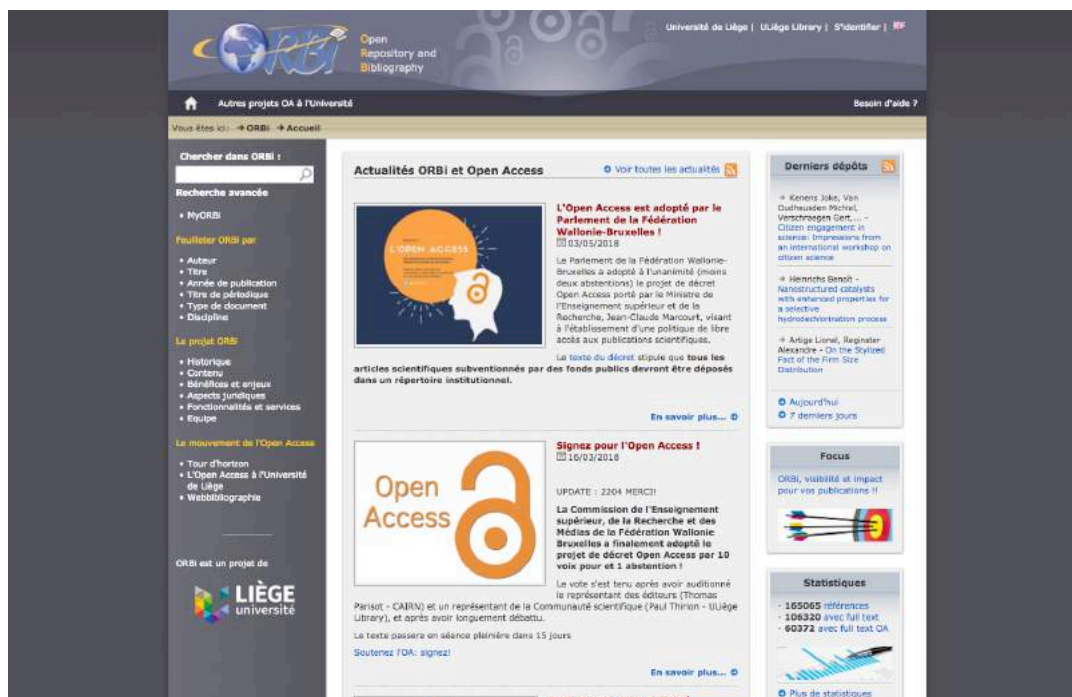 ORBi
Open
Repository and
Bibliography
Université de Liège | ULiège Library | S'identifier |
Autres projets OA à l'Université
Besoin d'aide ?
Vous êtes ici: → ORBi → Accueil
Chercher dans ORBi :
Recherche avancée
• MyORBi
Feuilleter ORBi par
• Auteur
• Titre
• Année de publication
• Titre de périodique
• Type de document
• Discipline
Le projet ORBi
• Historique
• Contenu
• Bénéfices et enjeux
• Aspects juridiques
• Fonctionnalités et services
• Equipe
Le mouvement de l'Open Access
• Tour d'horizon
• L'Open Access à l'Université
de Liège
• Webbibliographie
ORBi est un projet de
LIÈGE
université
Actualités ORBi et Open Access
Voir toutes les actualités
L'OPEN ACCESS
L'Open Access est adopté par le
Parlement de la Fédération
Wallonie-Bruxelles !
03/05/2018
Le Parlement de la Fédération Wallonie-
Bruxelles a adopté à l'unanimité (moins
deux abstentions) le projet de décret
Open Access porté par le Ministre de
l'Enseignement supérieur et de la
Recherche, Jean-Claude Marcourt, visant
à l'établissement d'une politique de libre
accès aux publications scientifiques.
Le texte du décret stipule que tous les
articles scientifiques subventionnés par des fonds publics devront être déposés
dans un répertoire institutionnel.
En savoir plus...
Open
Access
Signez pour l'Open Access !
16/03/2018
UPDATE : 2204 MERCI!
La Commission de l'Enseignement
supérieur, de la Recherche et des
Médias de la Fédération Wallonie
Bruxelles a finalement adopté le
projet de décret Open Access par 10
voix pour et 1 abstention !
Le vote s'est tenu après avoir auditionné
le représentant des éditeurs (Thomas
Parisot - CAIRN) et un représentant de la Communauté scientifique (Paul Thirion - ULiège
Library), et après avoir longuement débattu.
Le texte passera en séance plénière dans 15 jours
Soutenez l'OA: signez!
En savoir plus...
Derniers dépôts
→ Kenens Joke, Van
Oudheusden Michiel,
Verschraegen Gert, ... -
Citizen engagement in
science: Impressions from
an international workshop on
citizen science
→ Heinrichs Benoît -
Nanostructured catalysts
with enhanced properties for
a selective
hydrodechlorination process
→ Artige Lionel, Reginster
Alexandre - On the Stylized
Fact of the Firm Size
Distribution
Aujourd'hui
7 derniers jours
Focus
ORBi, visibilité et impact
pour vos publications !!
Statistiques
- 165065 références
- 106320 avec full text
- 60372 avec full text OA
Plus de statistiques